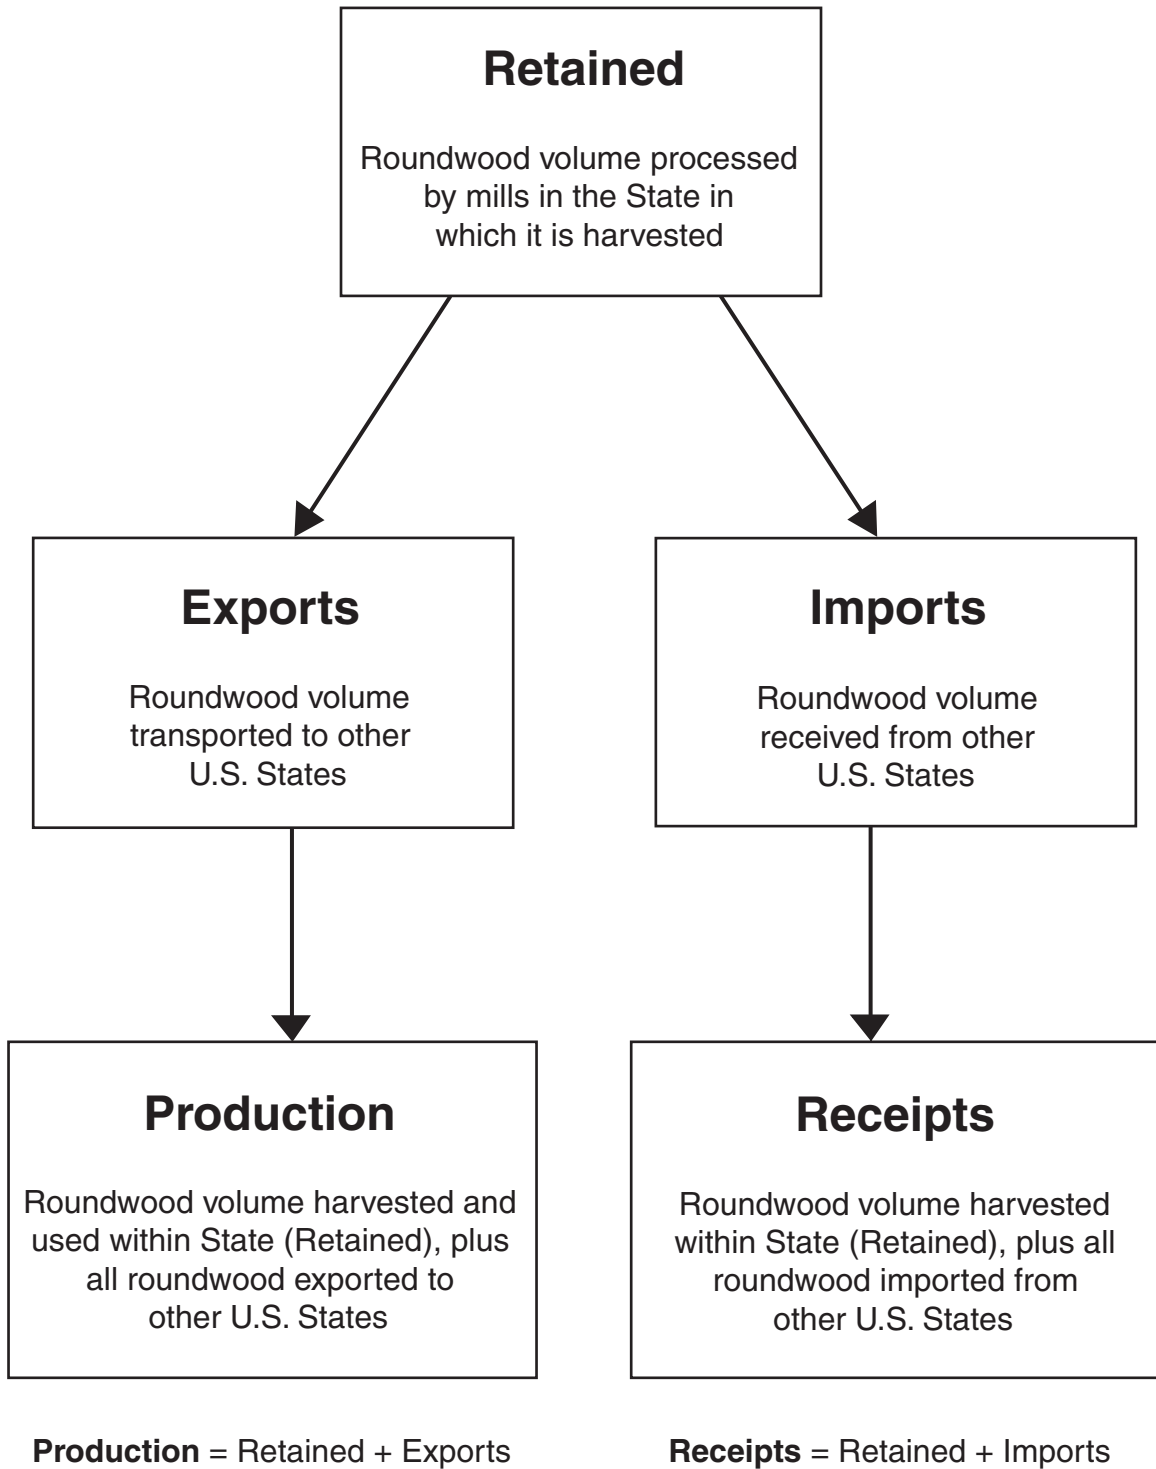 Retained
Roundwood volume processed
by mills in the State in
which it is harvested
Exports
Roundwood volume
transported to other
U.S. States
Imports
Roundwood volume
received from other
U.S. States
Production
Roundwood volume harvested and
used within State (Retained), plus
all roundwood exported to
other U.S. States
Receipts
Roundwood volume harvested
within State (Retained), plus all
roundwood imported from
other U.S. States
Production = Retained + Exports
Receipts = Retained + Imports